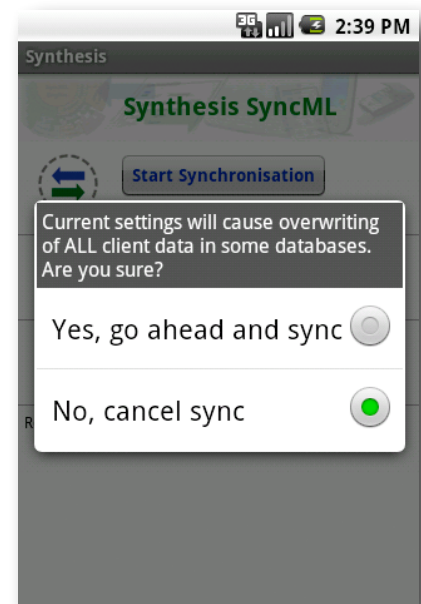 3G 2:39 PM
Synthesis
Synthesis SyncML
Start Synchronisation
Current settings will cause overwriting
of ALL client data in some databases.
Are you sure?
Yes, go ahead and sync
No, cancel sync
R